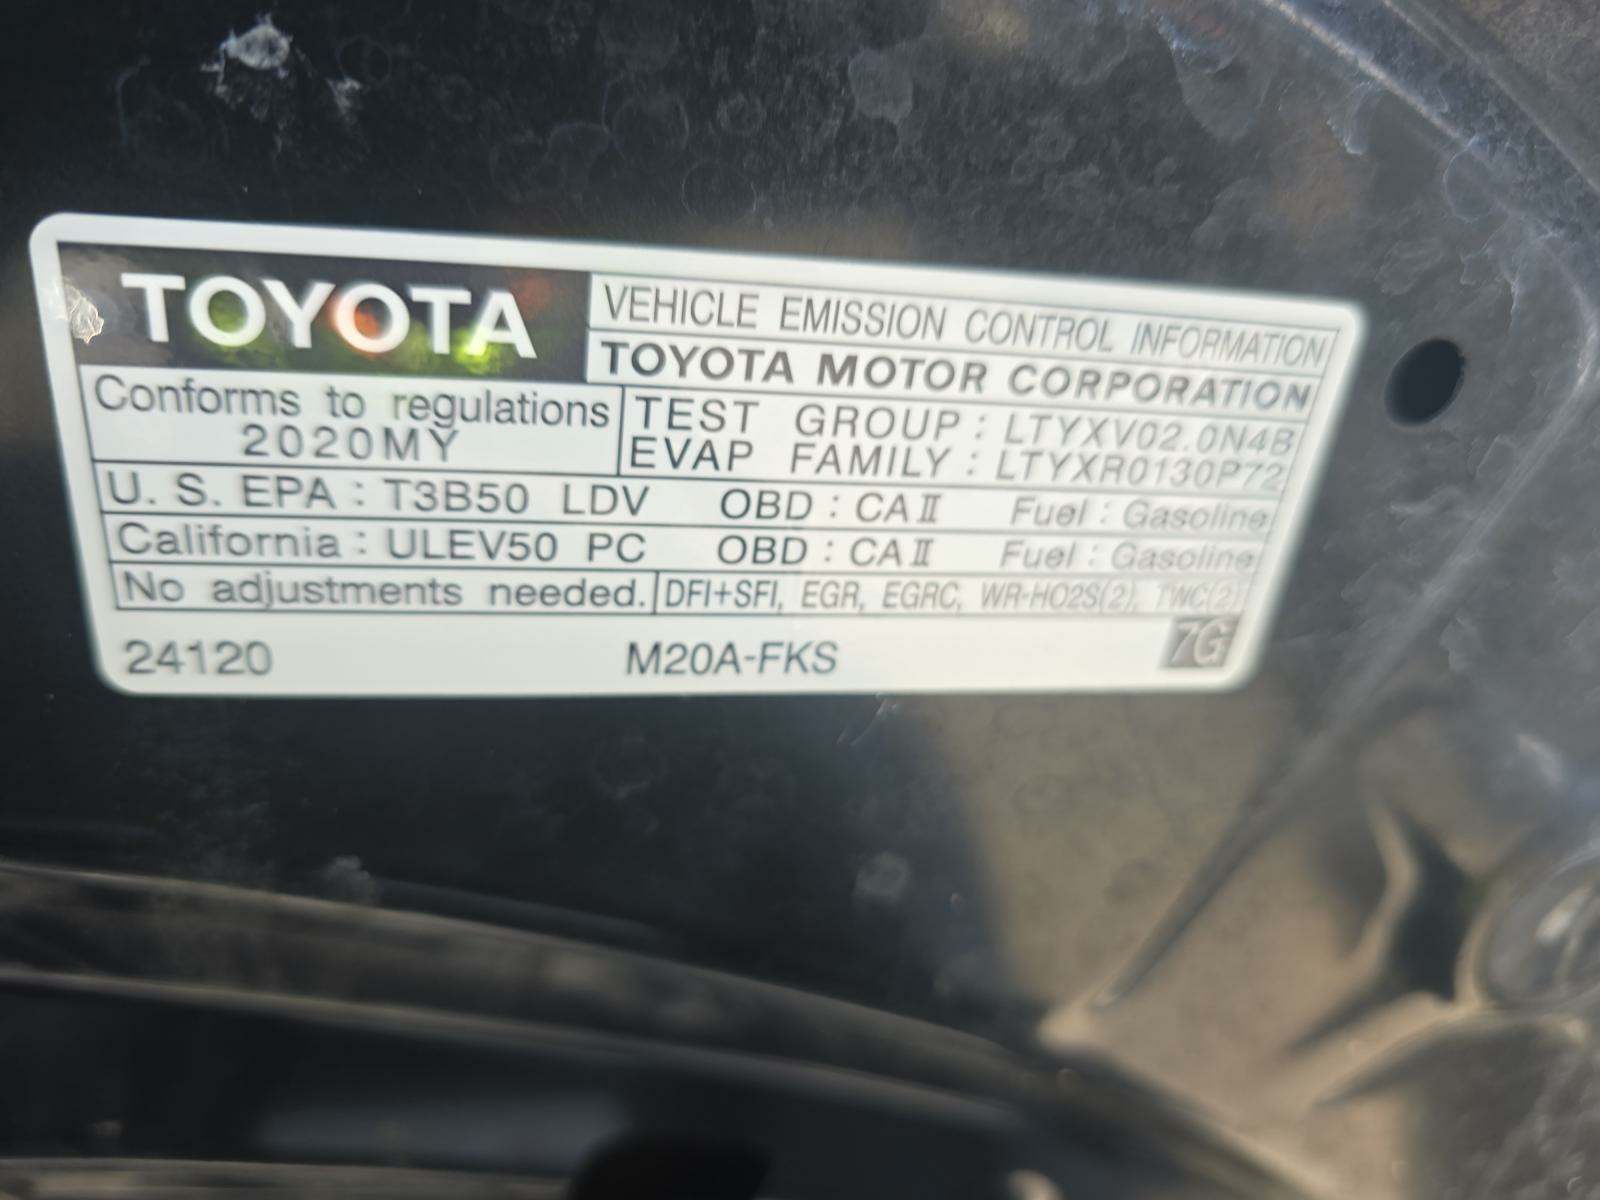 TOYOTA
VEHICLE EMISSION CONTROL INFORMATION
TOYOTA MOTOR CORPORATION
Conforms to regulations
2020MY
TEST GROUP : LTYXV02.0N4B
EVAP FAMILY : LTYXR0130P72
U. S. EPA : T3B50 LDV OBD : CAⅡ Fuel : Gasoline
California : ULEV50 PC OBD : CAⅡ Fuel : Gasoline
No adjustments needed. DFI+SFI, EGR, EGRC, WR-HO2S(2), TWC(2)
24120 M20A-FKS 7G